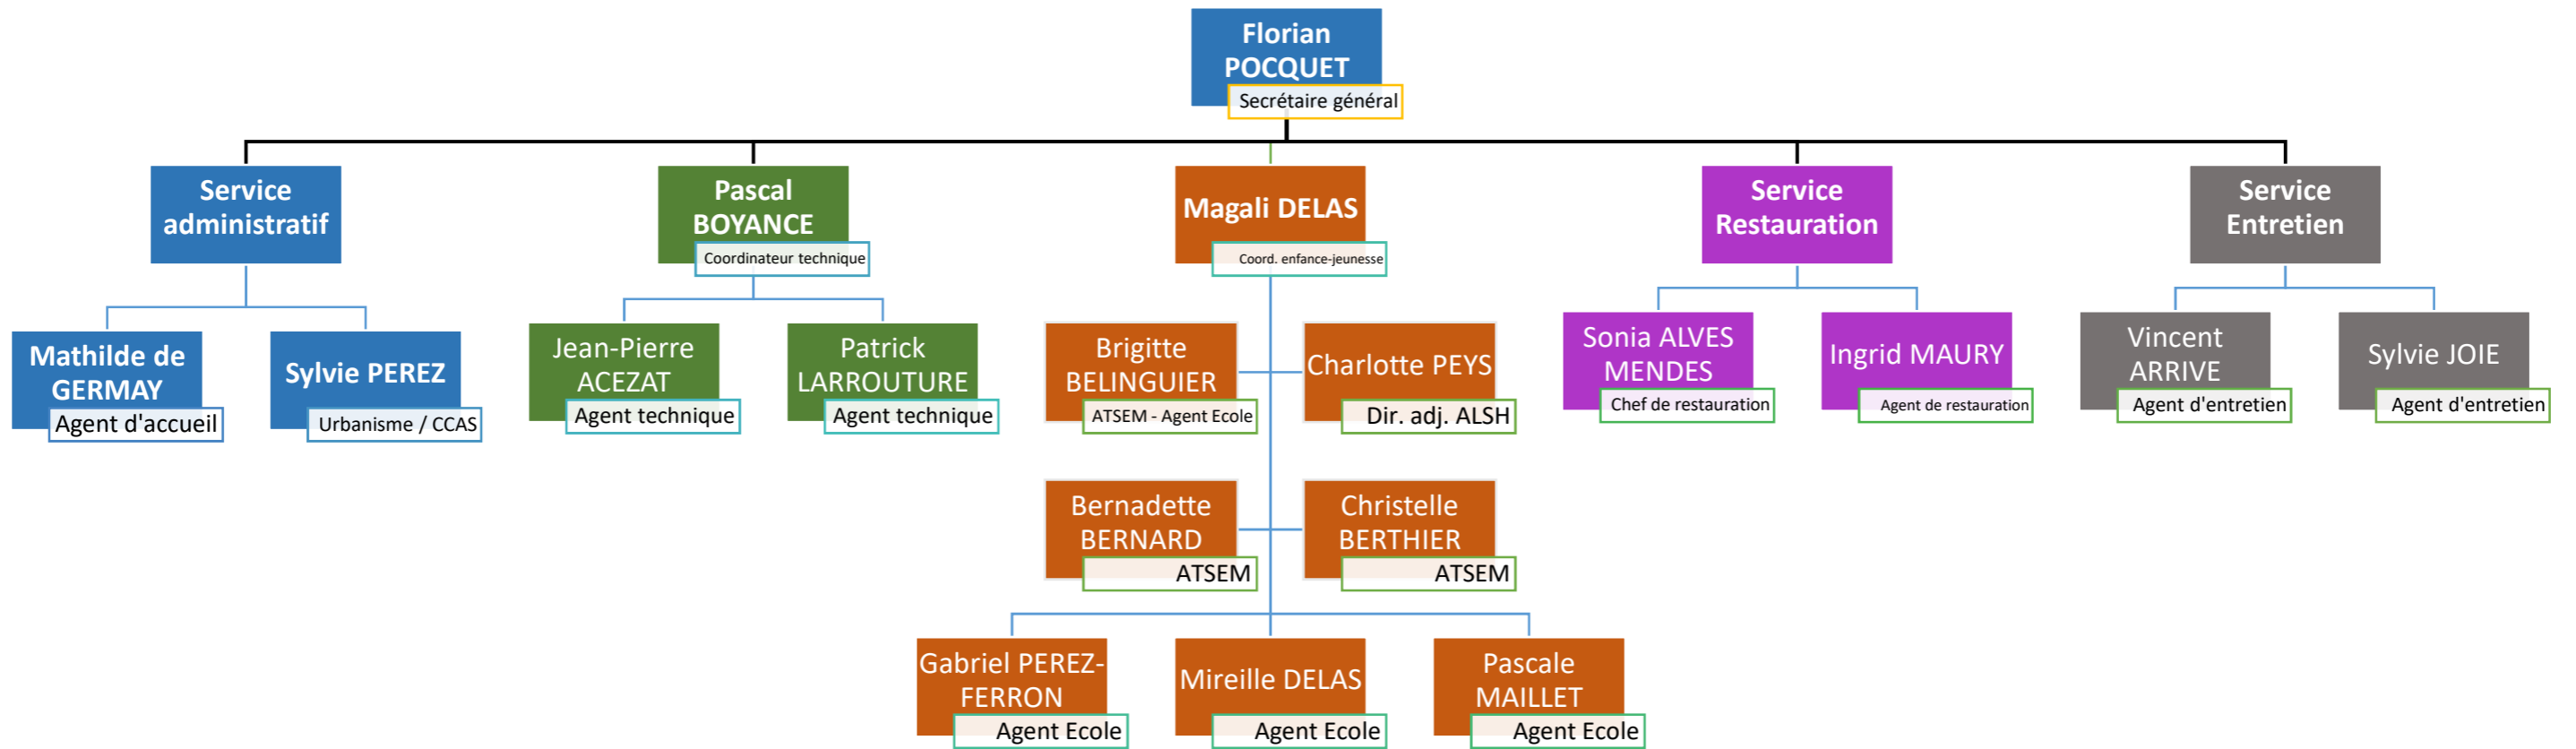 Florian
POCQUET
Secrétaire général
Service
administratif
Pascal
BOYANCE
Coordinateur technique
Magali DELAS
Coord. enfance-jeunesse
Service
Restauration
Service
Entretien
Mathilde de
GERMAY
Agent d'accueil
Sylvie PEREZ
Urbanisme / CCAS
Jean-Pierre
ACEZAT
Agent technique
Patrick
LARROUTURE
Agent technique
Brigitte
BELINGUIER
ATSEM - Agent Ecole
Charlotte PEYS
Dir. adj. ALSH
Sonia ALVES
MENDES
Chef de restauration
Ingrid MAURY
Agent de restauration
Vincent
ARRIVE
Agent d'entretien
Sylvie JOIE
Agent d'entretien
Bernadette
BERNARD
ATSEM
Christelle
BERTHIER
ATSEM
Gabriel PEREZ-
FERRON
Agent Ecole
Mireille DELAS
Agent Ecole
Pascale
MAILLET
Agent Ecole